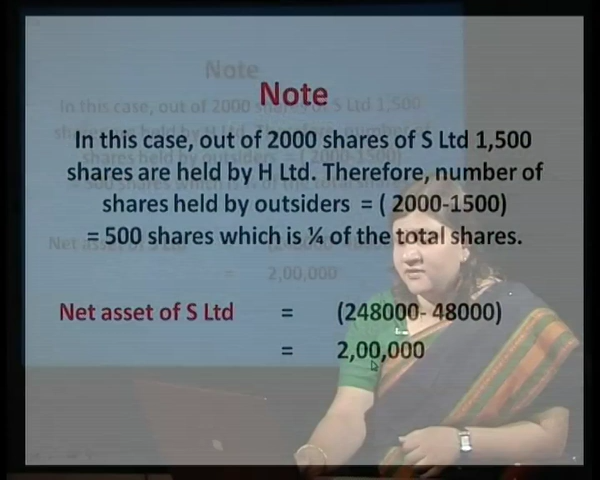 Note
In this case, out of 2000 shares of S Ltd 1,500
shares are held by H Ltd. Therefore, number of
shares held by outsiders = ( 2000-1500)
= 500 shares which is ¼ of the total shares.
Net asset of S Ltd = (248000- 48000)
= 2,00,000